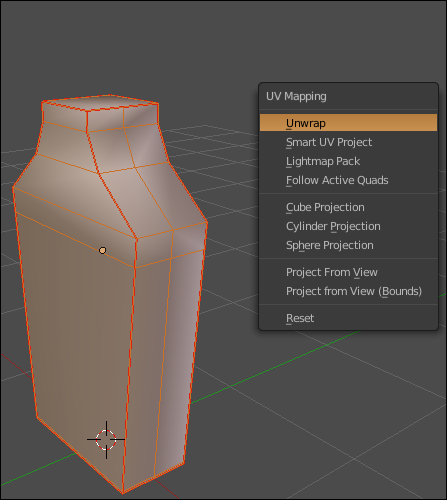 UV Mapping
Unwrap
Smart UV Project
Lightmap Pack
Follow Active Quads
Cube Projection
Cylinder Projection
Sphere Projection
Project From View
Project from View (Bounds)
Reset